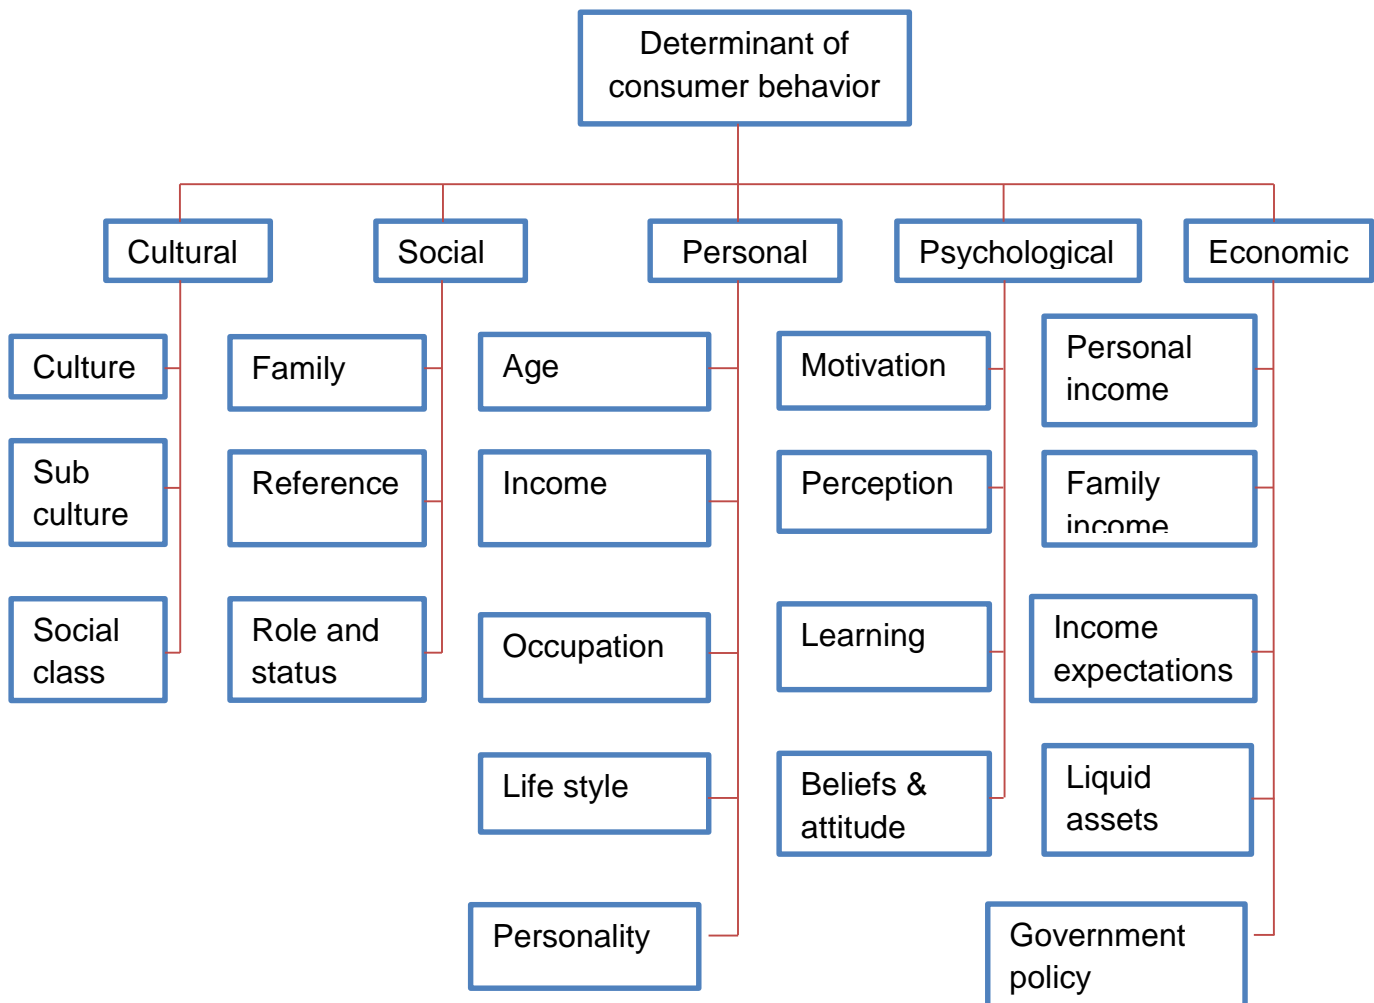 Determinant of
consumer behavior
Cultural
Social
Personal
Psychological
Economic
Culture
Family
Age
Motivation
Personal
income
Sub
culture
Reference
Income
Perception
Family
income
Social
class
Role and
status
Occupation
Learning
Income
expectations
Life style
Beliefs &
attitude
Liquid
assets
Personality
Government
policy